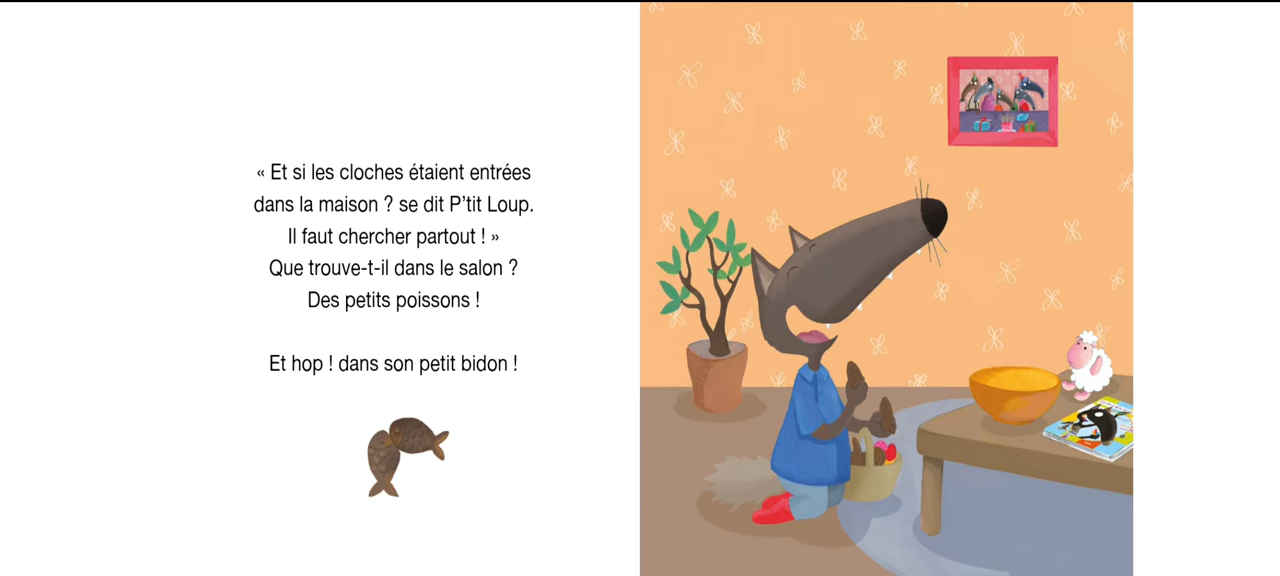 « Et si les cloches étaient entrées
dans la maison ? se dit P'tit Loup.
Il faut chercher partout ! »
Que trouve-t-il dans le salon ?
Des petits poissons !
Et hop ! dans son petit bidon !